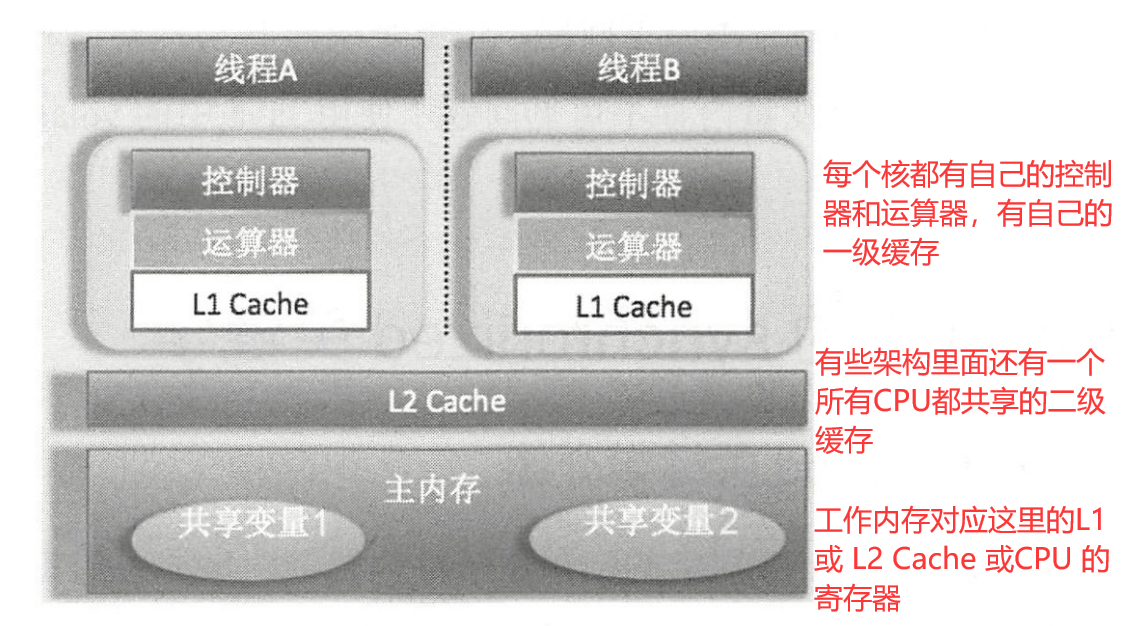 线程A
线程B
控制器
运算器
L1 Cache
控制器
运算器
L1 Cache
每个核都有自己的控制
器和运算器，有自己的
一级缓存
L2 Cache
有些架构里面还有一个
所有CPU都共享的二级
缓存
主内存
共享变量1
共享变量2
工作内存对应这里的L1
或 L2 Cache 或CPU 的
寄存器